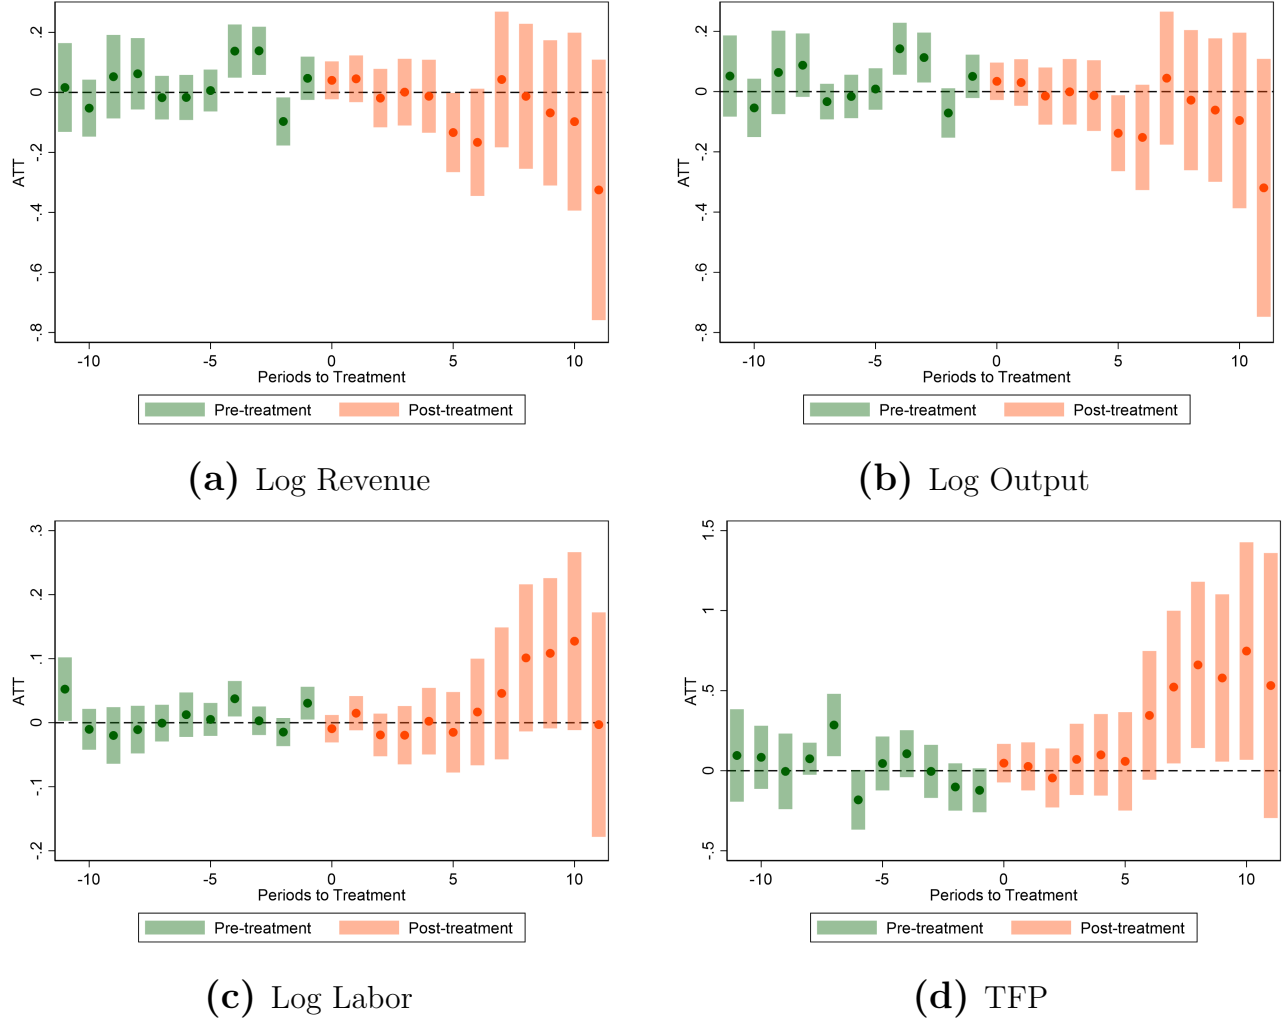 .2
0
-.2
-.4
-.6
-.8
ATT
-10 -5 0 5 10
Periods to Treatment
Pre-treatment Post-treatment
(a) Log Revenue
.2
0
-.2
-.4
-.6
-.8
ATT
-10 -5 0 5 10
Periods to Treatment
Pre-treatment Post-treatment
(b) Log Output
.3
.2
.1
0
-.1
-.2
ATT
-10 -5 0 5 10
Periods to Treatment
Pre-treatment Post-treatment
(c) Log Labor
1.5
1
.5
0
-.5
ATT
-10 -5 0 5 10
Periods to Treatment
Pre-treatment Post-treatment
(d) TFP